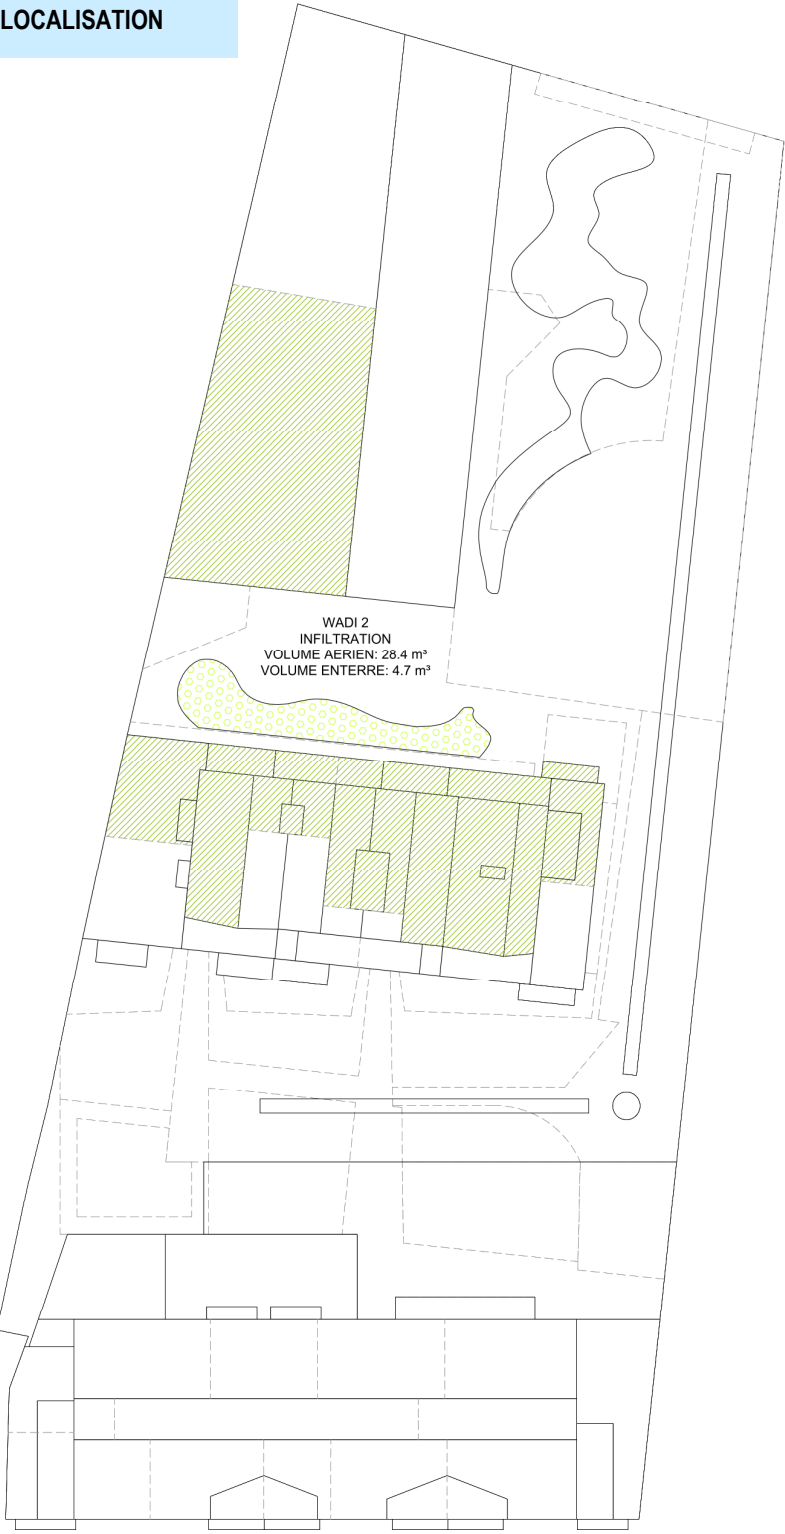 LOCALISATION
WADI 2
INFILTRATION
VOLUME AERIEN: 28.4 m³
VOLUME ENTERRE: 4.7 m³